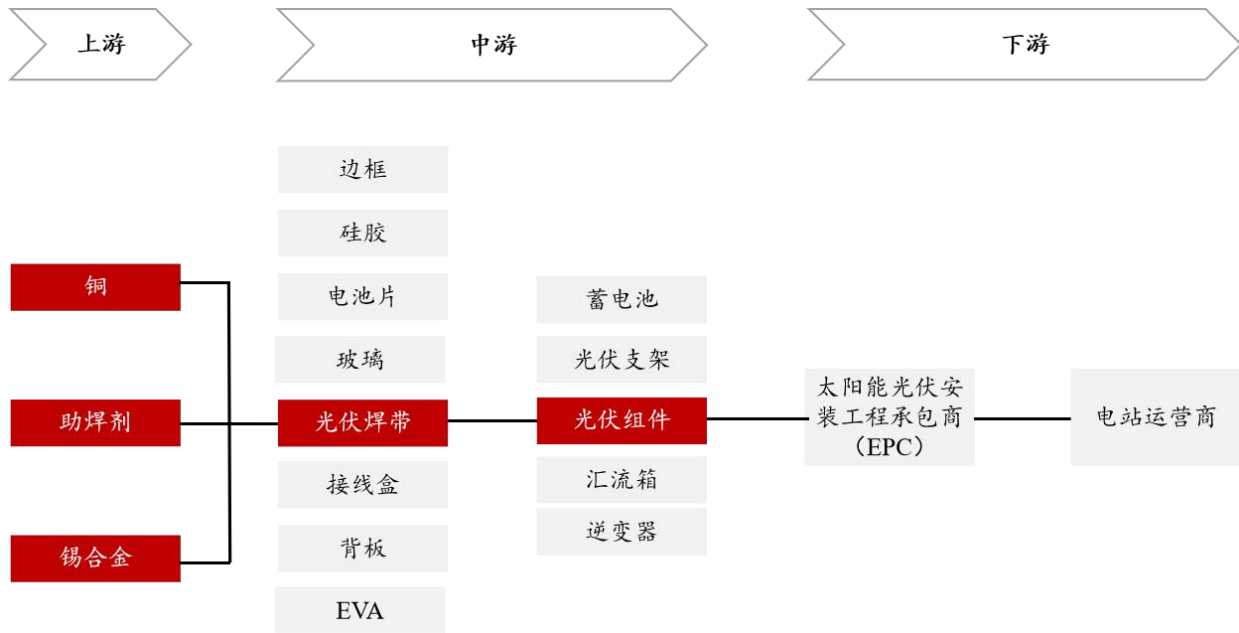 上游
中游
下游
边框
硅胶
电池片
玻璃
光伏焊带
接线盒
背板
EVA
铜
助焊剂
锡合金
蓄电池
光伏支架
光伏组件
汇流箱
逆变器
太阳能光伏安
装工程承包商
（EPC）
电站运营商